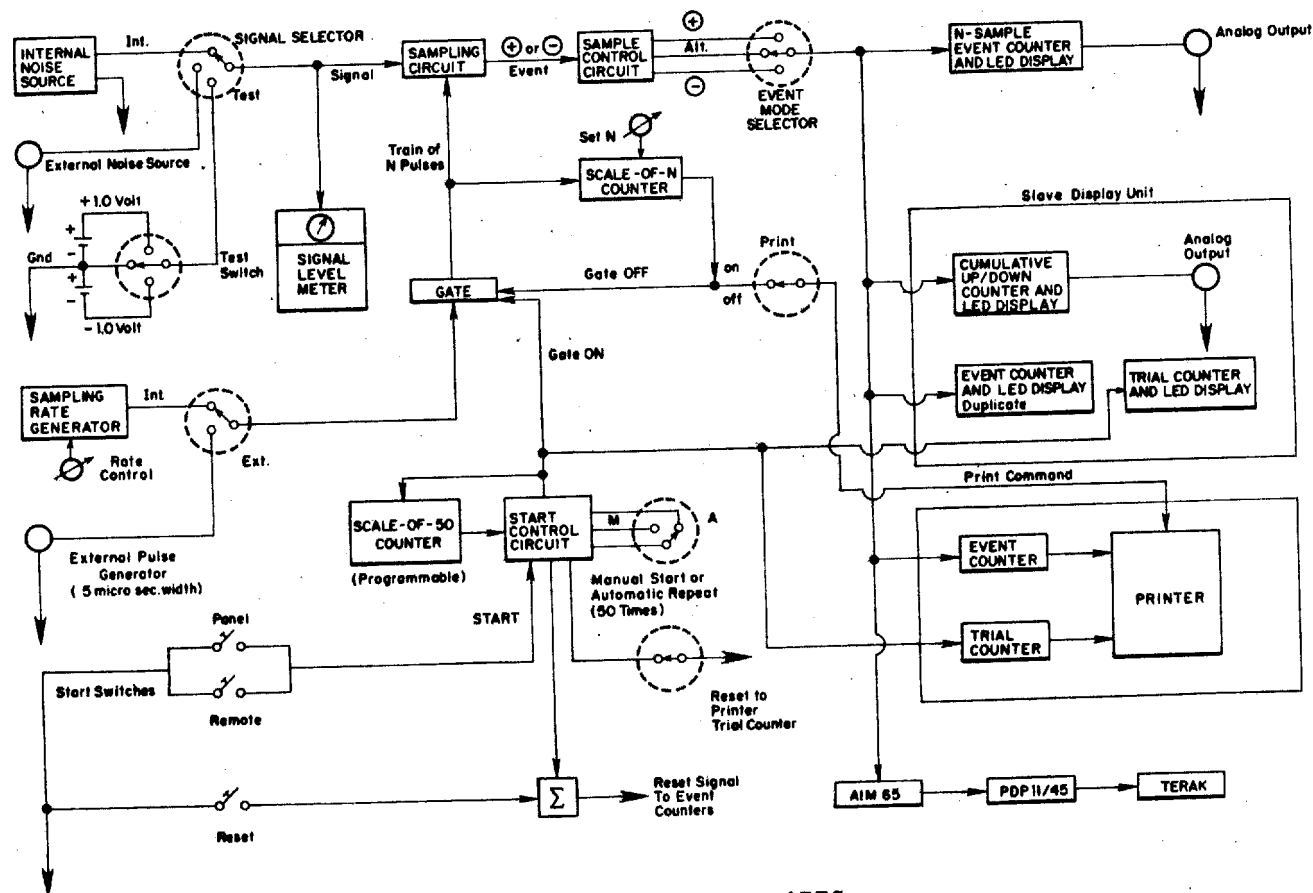 INTERNAL
NOISE
SOURCE
Int.
SIGNAL SELECTOR
Test
Signal
SAMPLING
CIRCUIT
⊕ or ⊖
Event
SAMPLE
CONTROL
CIRCUIT
⊕
Alt.
⊖
EVENT
MODE
SELECTOR
N-SAMPLE
EVENT COUNTER
AND LED DISPLAY
Analog Output
External Noise Source
+1.0 Volt
+
-
Gnd
+
-
-1.0 Volt
Test
Switch
SIGNAL
LEVEL
METER
Train of
N Pulses
Set N
SCALE-OF-N
COUNTER
Gate OFF
GATE
Gate ON
Print
on
off
Slave Display Unit
CUMULATIVE
UP/DOWN
COUNTER AND
LED DISPLAY
Analog
Output
EVENT COUNTER
AND LED DISPLAY
Duplicate
TRIAL COUNTER
AND LED DISPLAY
SAMPLING
RATE
GENERATOR
Int
Ext.
Rate
Control
External Pulse
Generator
( .5 micro sec. width)
SCALE-OF-50
COUNTER
(Programmable)
START
CONTROL
CIRCUIT
M
A
Manual Start or
Automatic Repeat
(50 Times)
START
Print Command
EVENT
COUNTER
TRIAL
COUNTER
PRINTER
Panel
Start Switches
Remote
Reset to
Printer
Trial Counter
Reset
Σ
Reset Signal
To Event
Counters
AIM 65
PDP 11/45
TERAK